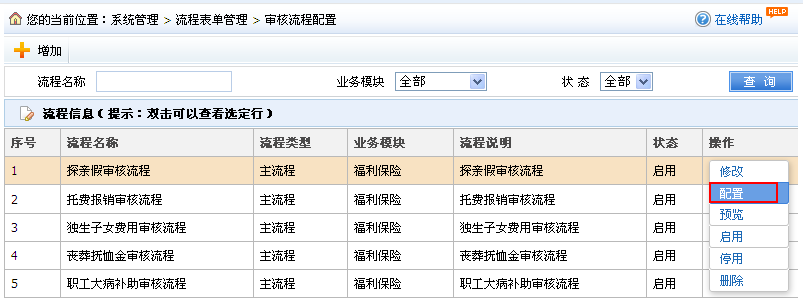 您的当前位置：系统管理 > 流程表单管理 > 审核流程配置 在线帮助 HELP
增加
流程名称 业务模块 全部 状 态 全部 查 询
流程信息（提示：双击可以查看选定行）
序号 流程名称 流程类型 业务模块 流程说明 状态 操作
1 探亲假审核流程 主流程 福利保险 探亲假审核流程 启用 修改
配置
2 托费报销审核流程 主流程 福利保险 托费报销审核流程 启用
预览
3 独生子女费用审核流程 主流程 福利保险 独生子女费用审核流程 启用 启用
4 丧葬抚恤金审核流程 主流程 福利保险 丧葬抚恤金审核流程 启用 停用
5 职工大病补助审核流程 主流程 福利保险 职工大病补助审核流程 启用 删除